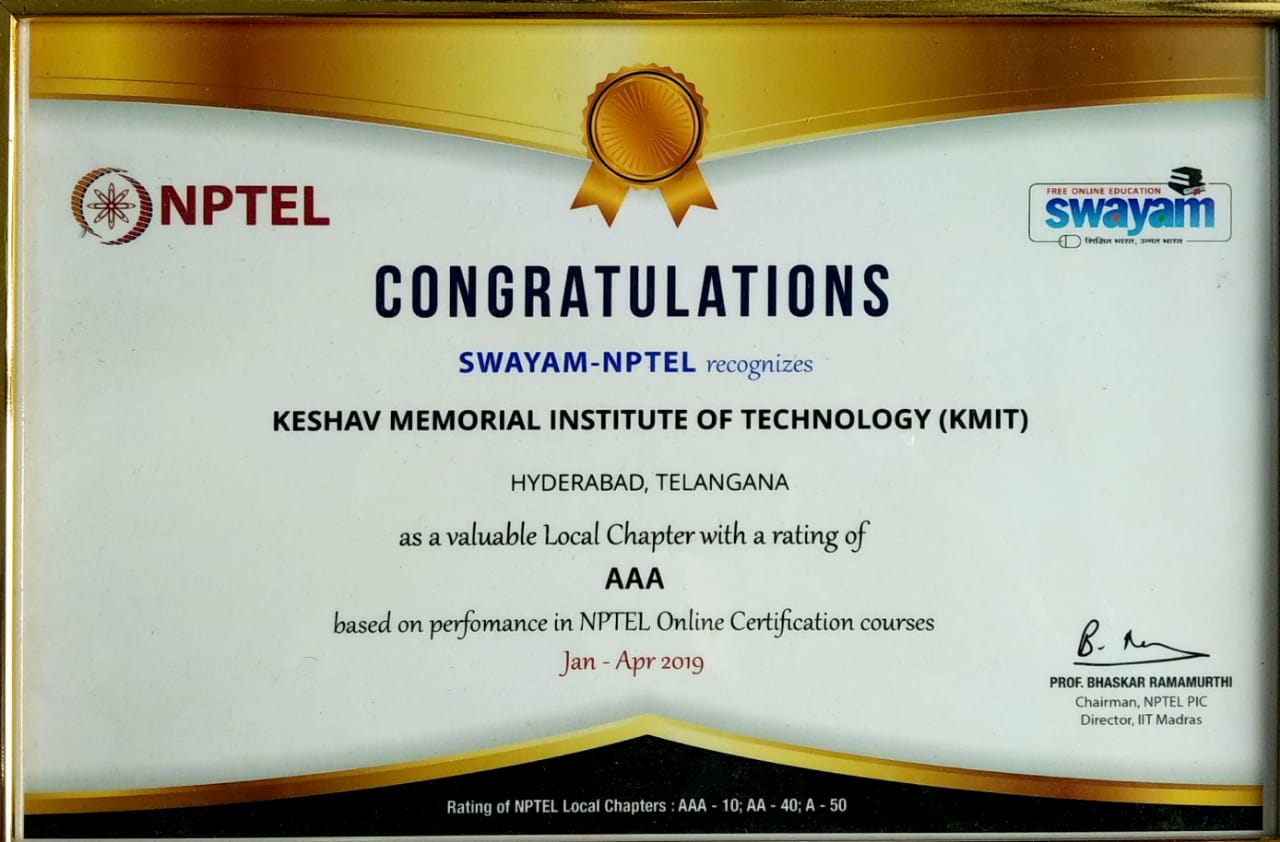 NPTEL
FREE ONLINE EDUCATION
swayam
शिक्षित भारत, उन्नत भारत
CONGRATULATIONS
SWAYAM-NPTEL recognizes
KESHAV MEMORIAL INSTITUTE OF TECHNOLOGY (KMIT)
HYDERABAD, TELANGANA
as a valuable Local Chapter with a rating of
AAA
based on perfomance in NPTEL Online Certification courses
Jan - Apr 2019
PROF. BHASKAR RAMAMURTHI
Chairman, NPTEL PIC
Director, IIT Madras
Rating of NPTEL Local Chapters : AAA - 10; AA - 40; A - 50